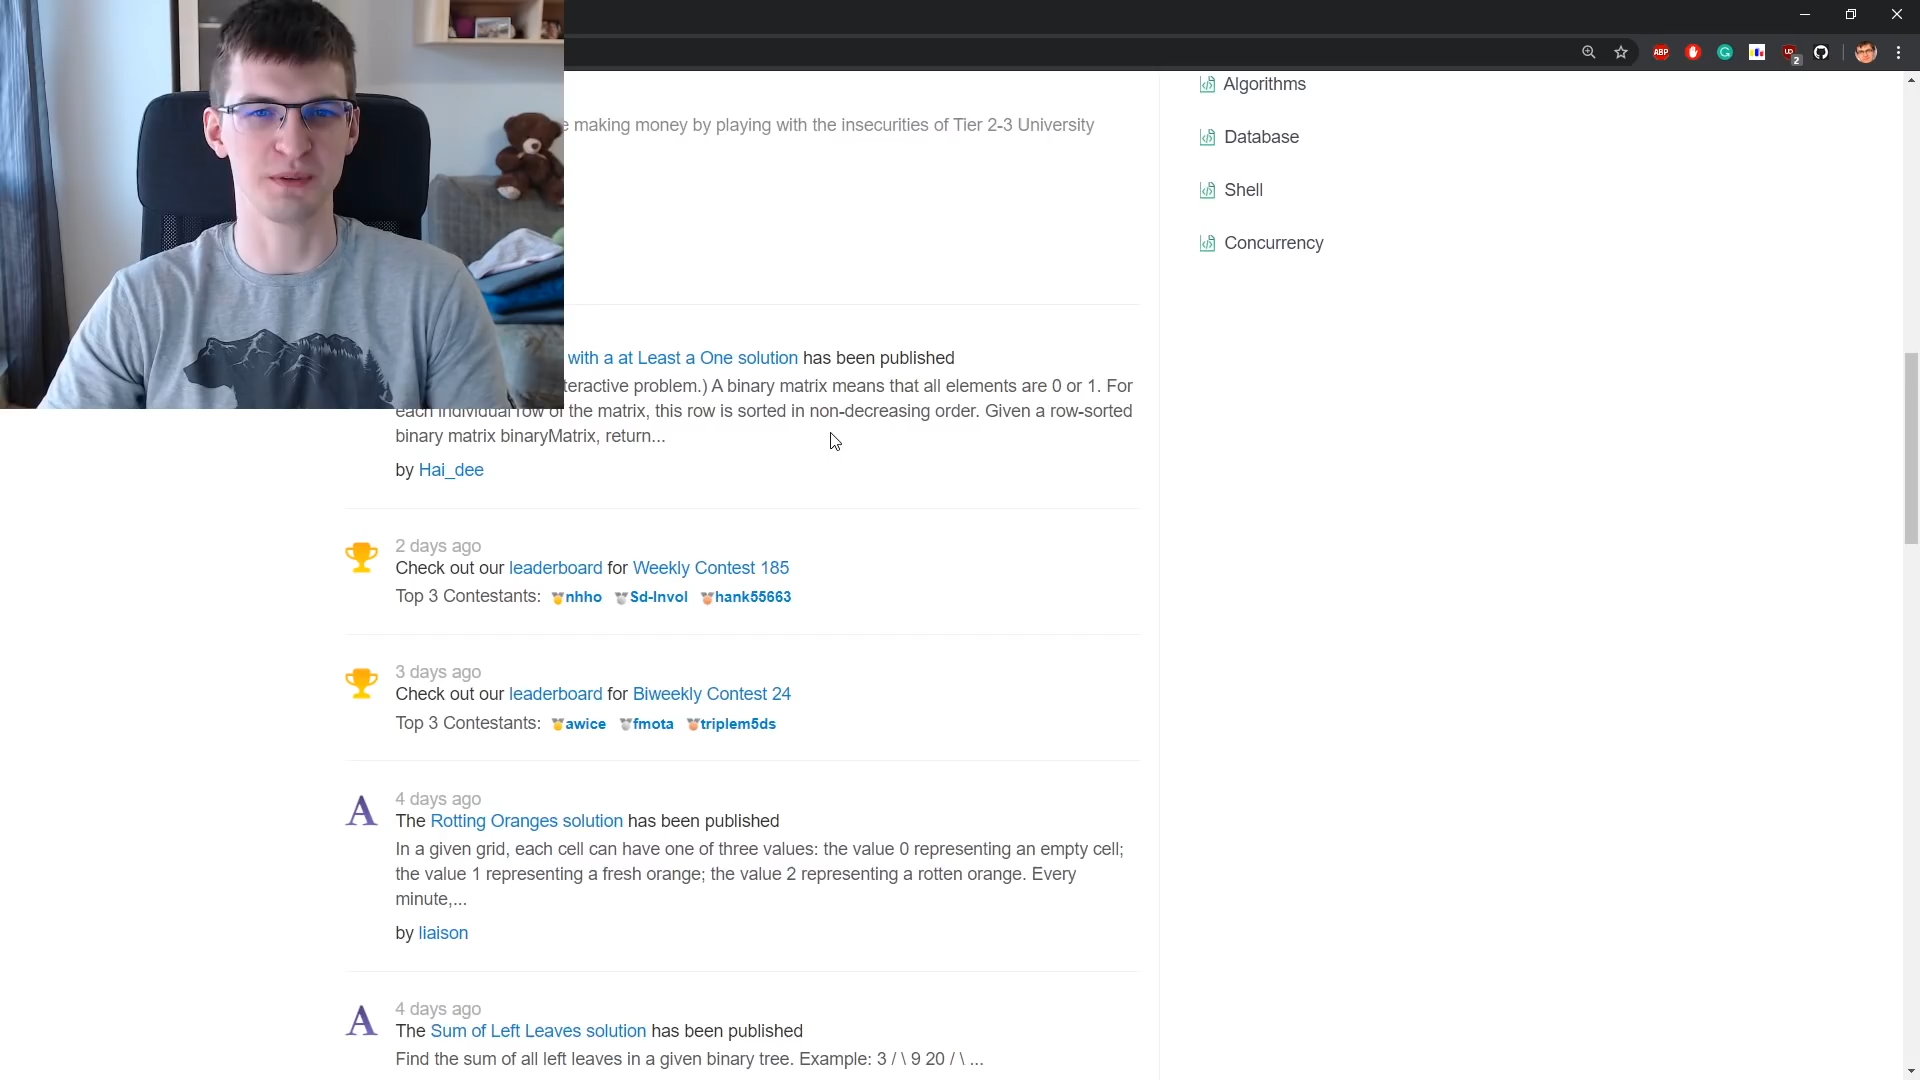 ABP
UD
2
Algorithms
making money by playing with the insecurities of Tier 2-3 University
Database
Shell
Concurrency
with a at Least a One solution has been published
teractive problem.) A binary matrix means that all elements are 0 or 1. For
each individual row of the matrix, this row is sorted in non-decreasing order. Given a row-sorted
binary matrix binaryMatrix, return...
by Hai_dee
2 days ago
Check out our leaderboard for Weekly Contest 185
Top 3 Contestants: nhho Sd-Invol hank55663
3 days ago
Check out our leaderboard for Biweekly Contest 24
Top 3 Contestants: awice fmota triplem5ds
4 days ago
The Rotting Oranges solution has been published
In a given grid, each cell can have one of three values: the value 0 representing an empty cell;
the value 1 representing a fresh orange; the value 2 representing a rotten orange. Every
minute,...
by liaison
4 days ago
The Sum of Left Leaves solution has been published
Find the sum of all left leaves in a given binary tree. Example: 3 / \ 9 20 / \ ...